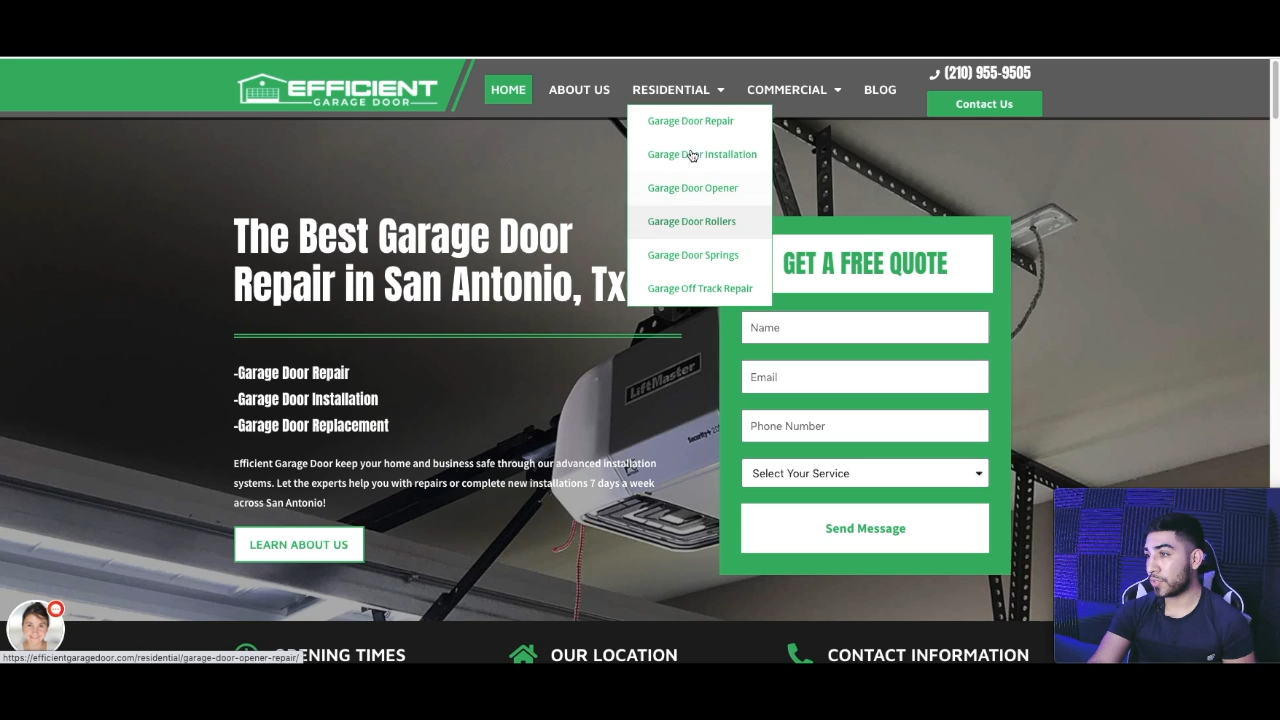 EFFICIENT
GARAGE DOOR
HOME
ABOUT US
RESIDENTIAL
COMMERCIAL
BLOG
(210) 955-9505
Contact Us
Garage Door Repair
Garage Door Installation
Garage Door Opener
Garage Door Rollers
Garage Door Springs
Garage Off Track Repair
The Best Garage Door
Repair in San Antonio, Tx
-Garage Door Repair
-Garage Door Installation
-Garage Door Replacement
Efficient Garage Door keep your home and business safe through our advanced installation
systems. Let the experts help you with repairs or complete new installations 7 days a week
across San Antonio!
LEARN ABOUT US
LiftMaster
GET A FREE QUOTE
Name
Email
Phone Number
Select Your Service
Send Message
OPENING TIMES
OUR LOCATION
CONTACT INFORMATION
https://efficientgaragedoor.com/residential/garage-door-opener-repair/